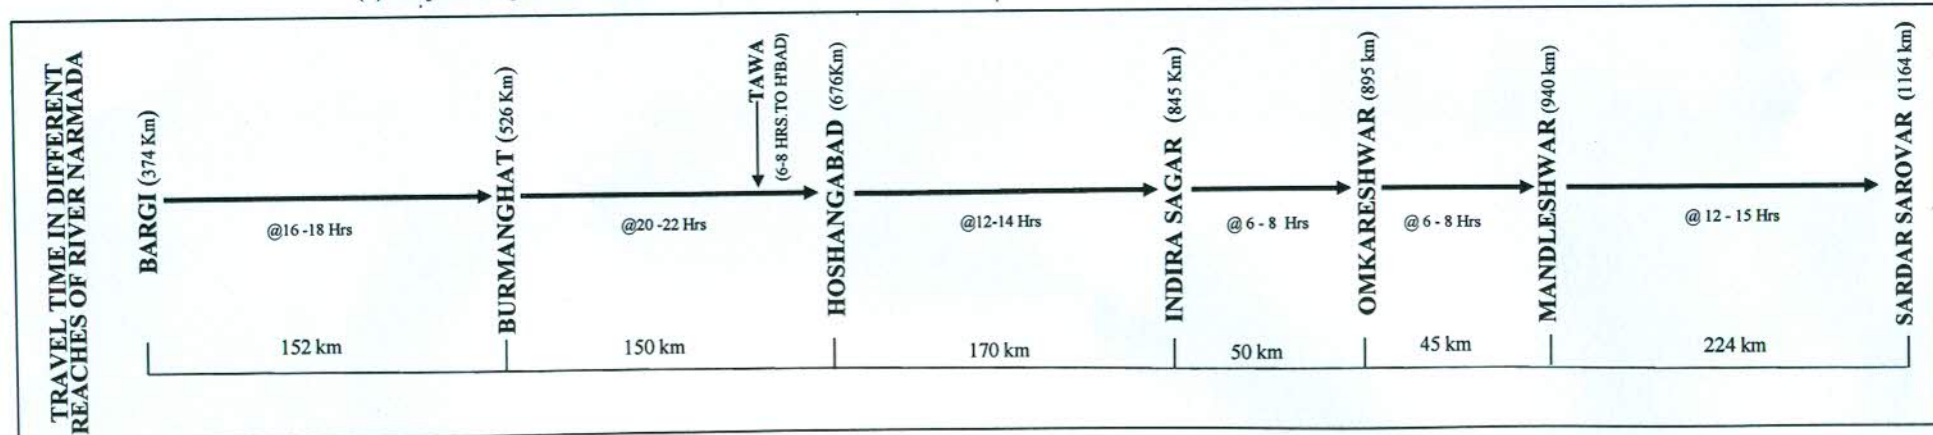 TRAVEL TIME IN DIFFERENT
REACHES OF RIVER NARMADA
BARGI (374 Km)
@16 -18 Hrs
BURMANGHAT (526 Km)
@20 -22 Hrs
TAWA
(6-8 HRS.TO H'BAD)
HOSHANGABAD (676Km)
@12-14 Hrs
INDIRA SAGAR (845 Km)
@ 6 - 8 Hrs
OMKARESHWAR (895 km)
@ 6 - 8 Hrs
MANDLESHWAR (940 km)
@ 12 - 15 Hrs
SARDAR SAROVAR (1164 km)
152 km
150 km
170 km
50 km
45 km
224 km